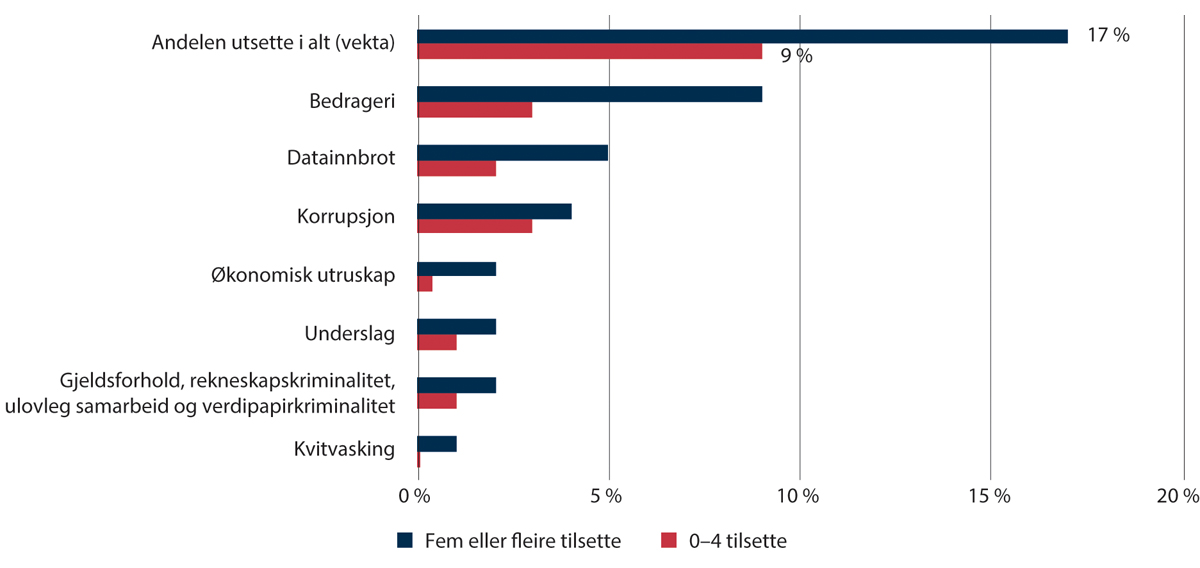 Andelen utsette i alt (vekta)
17 %
9 %
Bedrageri
Datainnbrot
Korrupsjon
Økonomisk utruskap
Underslag
Gjeldsforhold, rekneskapskriminalitet,
ulovleg samarbeid og verdipapirkriminalitet
Kvitvasking
0 % 5 % 10 % 15 % 20 %
Fem eller fleire tilsette 0–4 tilsette